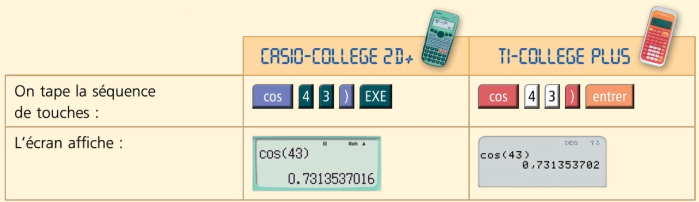 CASIO-COLLEGE 2D+
TI-COLLEGE PLUS
On tape la séquence
de touches :
cos 4 3 ) EXE
cos 4 3 ) entrer
L'écran affiche :
Math ▲
cos(43)
0.7313537016
DEG
cos(43)
0,731353702